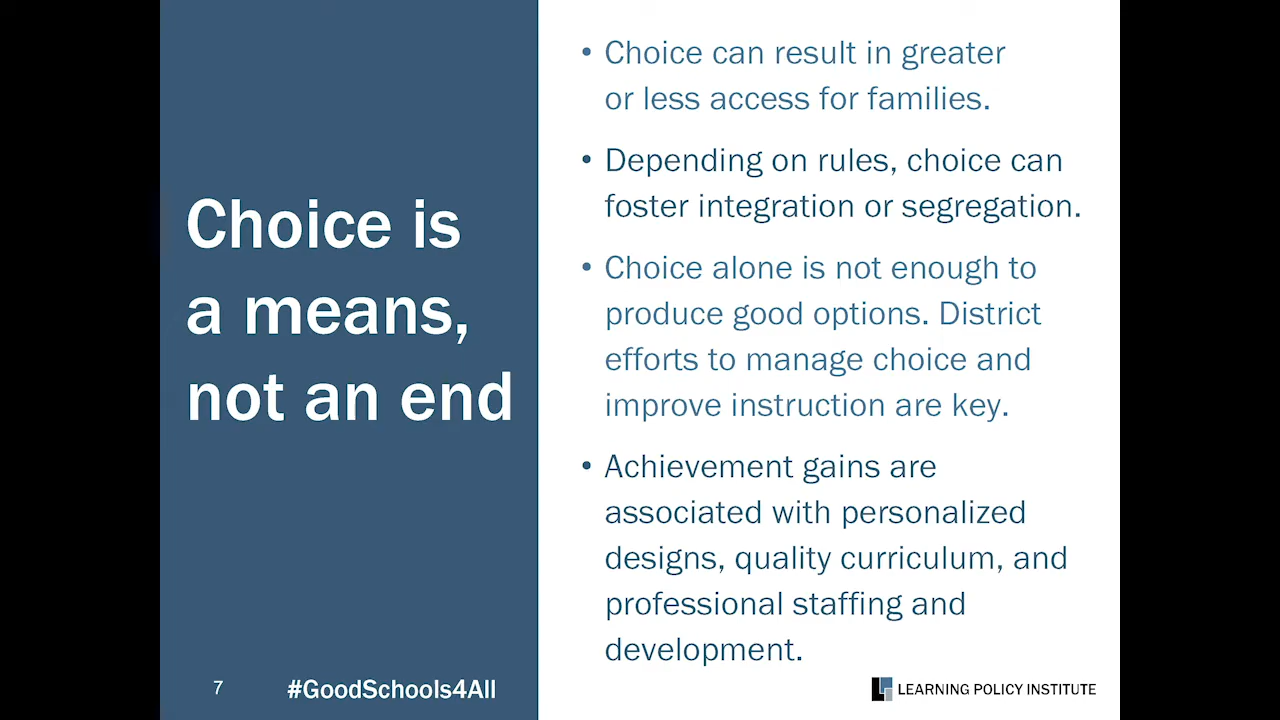 Choice is
a means,
not an end
• Choice can result in greater
or less access for families.
• Depending on rules, choice can
foster integration or segregation.
• Choice alone is not enough to
produce good options. District
efforts to manage choice and
improve instruction are key.
• Achievement gains are
associated with personalized
designs, quality curriculum, and
professional staffing and
development.
7
#GoodSchools4All
LEARNING POLICY INSTITUTE